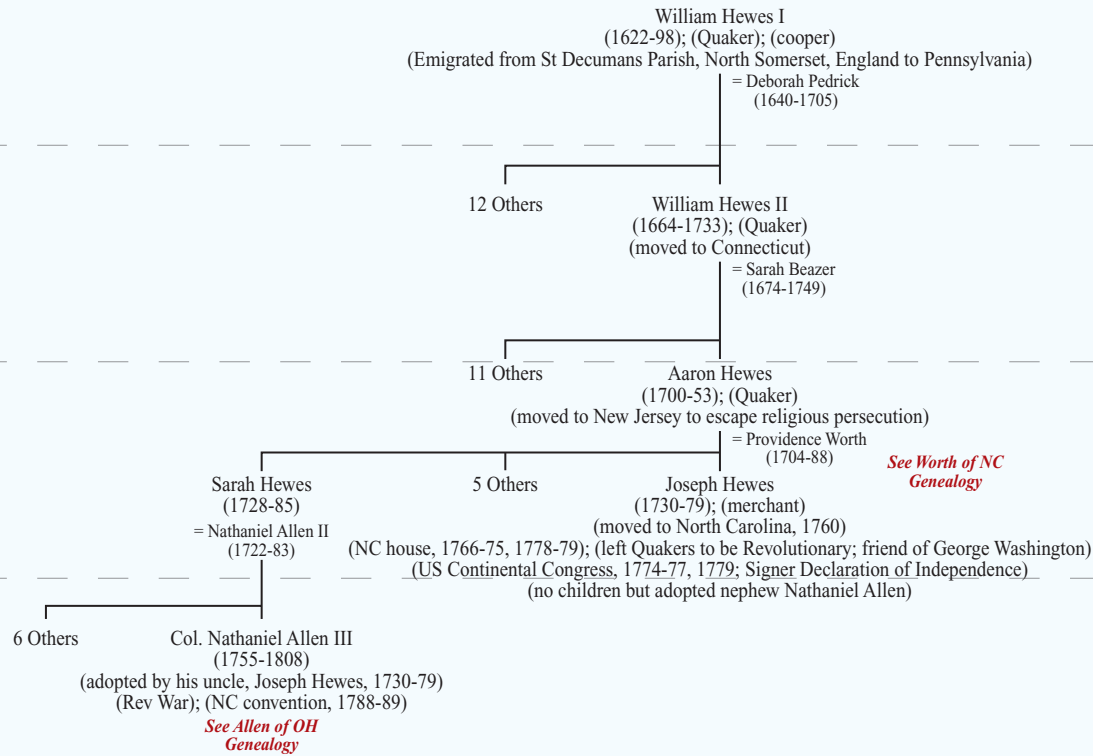 William Hewes I
(1622-98); (Quaker); (cooper)
(Emigrated from St Decumans Parish, North Somerset, England to Pennsylvania)
= Deborah Pedrick
(1640-1705)
12 Others
William Hewes II
(1664-1733); (Quaker)
(moved to Connecticut)
= Sarah Beazer
(1674-1749)
11 Others
Aaron Hewes
(1700-53); (Quaker)
(moved to New Jersey to escape religious persecution)
= Providence Worth
(1704-88)
See Worth of NC
Genealogy
Sarah Hewes
(1728-85)
= Nathaniel Allen II
(1722-83)
5 Others
Joseph Hewes
(1730-79); (merchant)
(moved to North Carolina, 1760)
(NC house, 1766-75, 1778-79); (left Quakers to be Revolutionary; friend of George Washington)
(US Continental Congress, 1774-77, 1779; Signer Declaration of Independence)
(no children but adopted nephew Nathaniel Allen)
6 Others
Col. Nathaniel Allen III
(1755-1808)
(adopted by his uncle, Joseph Hewes, 1730-79)
(Rev War); (NC convention, 1788-89)
See Allen of OH
Genealogy